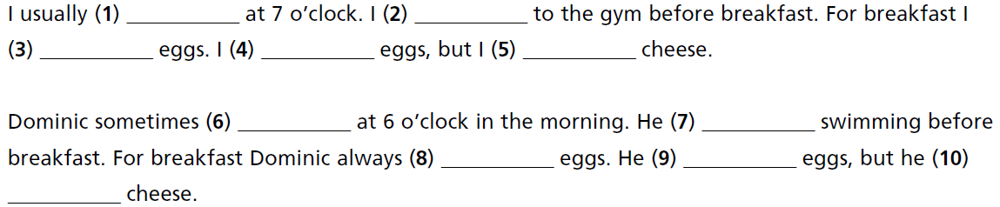 I usually (1) __________ at 7 o’clock. I (2) __________ to the gym before breakfast. For breakfast I
(3) __________ eggs. I (4) __________ eggs, but I (5) __________ cheese.
Dominic sometimes (6) __________ at 6 o’clock in the morning. He (7) __________ swimming before
breakfast. For breakfast Dominic always (8) __________ eggs. He (9) __________ eggs, but he (10)
__________ cheese.